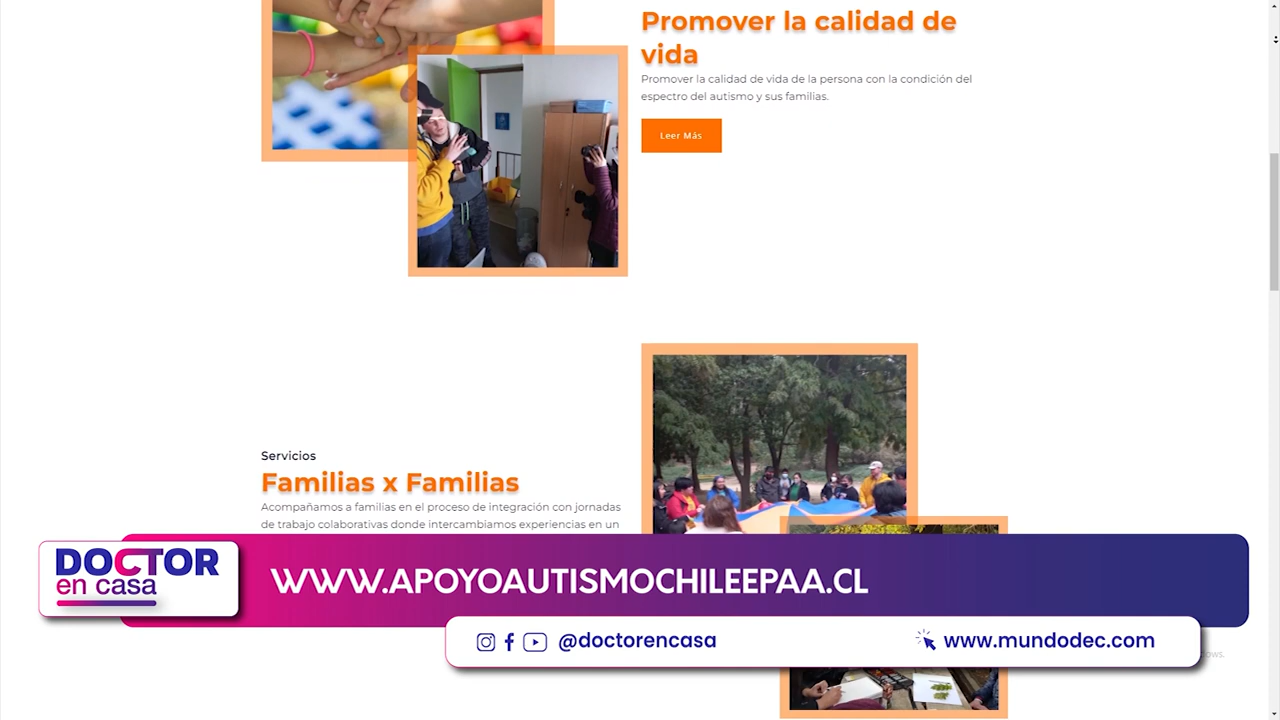 Promover la calidad de
vida
Promover la calidad de vida de la persona con la condición del
espectro del autismo y sus familias.
Leer Más
Servicios
Familias x Familias
Acompañamos a familias en el proceso de integración con jornadas
de trabajo colaborativas donde intercambiamos experiencias en un
DOCTOR
en casa
WWW.APOYOAUTISMOCHILEEPAA.CL
@doctorencasa
www.mundodec.com